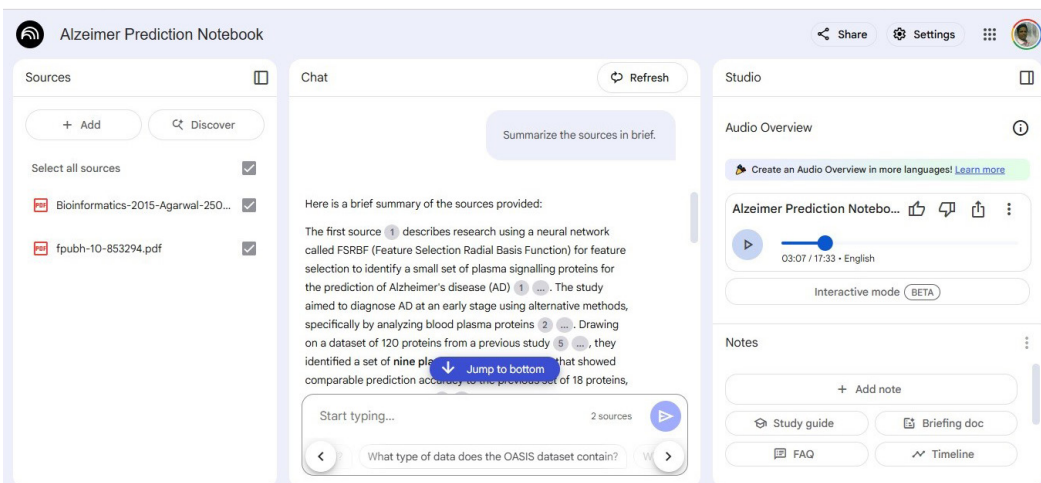 Alzeimer Prediction Notebook
Share
Settings
Sources
+ Add
Discover
Select all sources
PDF Bioinformatics-2015-Agarwal-250...
PDF fpubh-10-853294.pdf
Chat
Refresh
Summarize the sources in brief.
Here is a brief summary of the sources provided:
The first source 1 describes research using a neural network
called FSRBF (Feature Selection Radial Basis Function) for feature
selection to identify a small set of plasma signalling proteins for
the prediction of Alzheimer's disease (AD) 1 ... . The study
aimed to diagnose AD at an early stage using alternative methods,
specifically by analyzing blood plasma proteins 2 ... . Drawing
on a dataset of 120 proteins from a previous study 5 ... , they
identified a set of nine that showed
comparable prediction to the previous set of 18 proteins,
Jump to bottom
Start typing...
2 sources
What type of data does the OASIS dataset contain?
Studio
Audio Overview
Create an Audio Overview in more languages! Learn more
Alzeimer Prediction Notebo...
03:07 / 17:33 • English
Interactive mode BETA
Notes
+ Add note
Study guide
Briefing doc
FAQ
Timeline